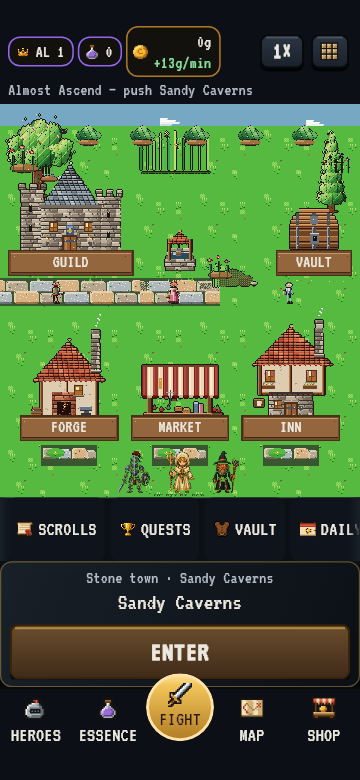 AL 1
0
0g
+13g/min
1X
Almost Ascend – push Sandy Caverns
GUILD
VAULT
FORGE
MARKET
INN
SCROLLS
QUESTS
VAULT
DAILY
Stone town · Sandy Caverns
Sandy Caverns
ENTER
FIGHT
HEROES
ESSENCE
MAP
SHOP